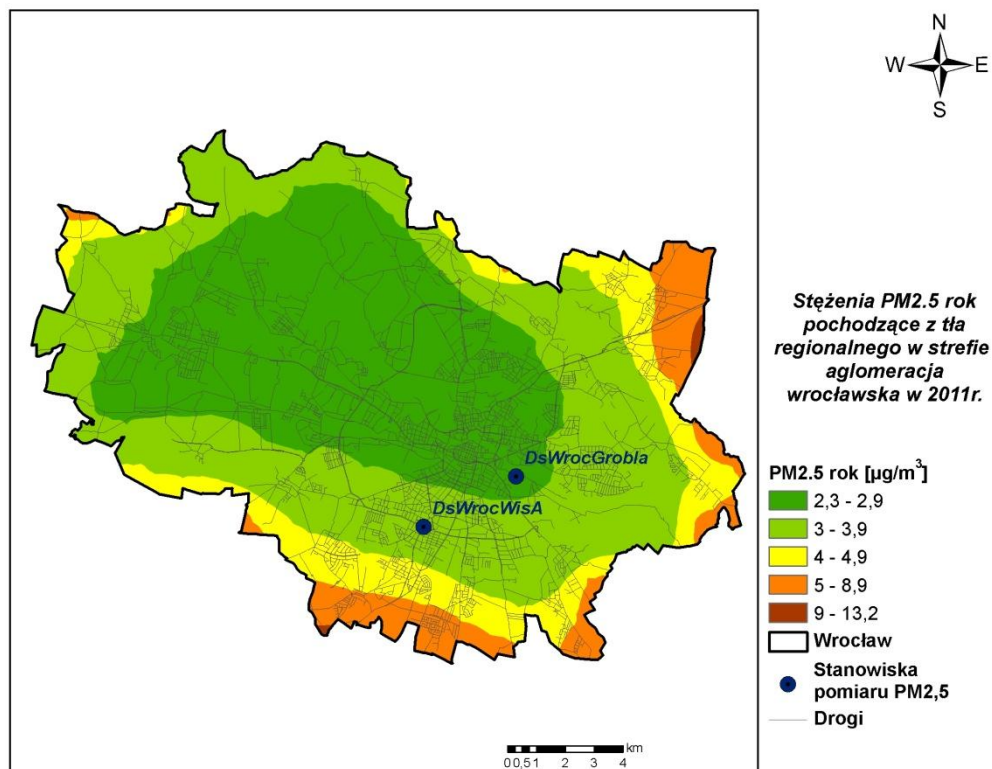 N
W E
S
Stężenia PM2.5 rok
pochodzące z tła
regionalnego w strefie
aglomeracja
wrocławska w 2011r.
DsWrocGrobla
DsWrocWisA
PM2.5 rok [µg/m³]
2,3 - 2,9
3 - 3,9
4 - 4,9
5 - 8,9
9 - 13,2
Wrocław
Stanowiska
pomiaru PM2,5
Drogi
km
0 0,5 1 2 3 4